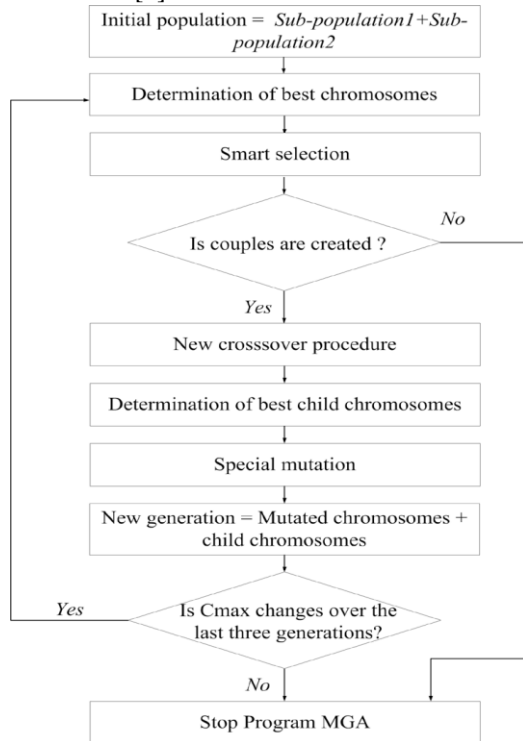 Initial population = Sub-population1+Sub-
population2
Determination of best chromosomes
Smart selection
No
Is couples are created ?
Yes
New crosssover procedure
Determination of best child chromosomes
Special mutation
New generation = Mutated chromosomes +
child chromosomes
Yes
Is Cmax changes over the
last three generations?
No
Stop Program MGA